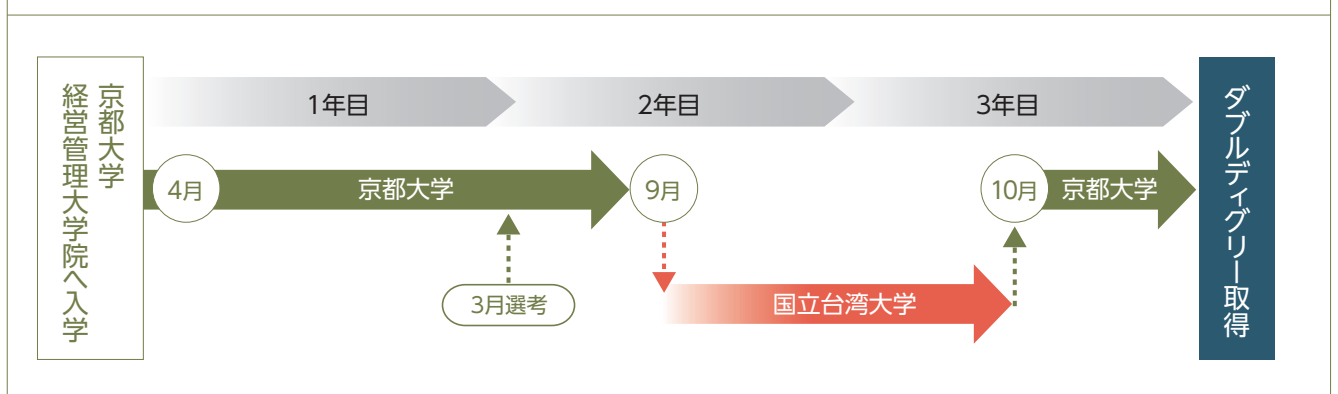 京都大学
経営管理大学院へ入学
1年目
2年目
3年目
4月
京都大学
9月
10月
京都大学
3月選考
国立台湾大学
ダブルディグリー取得